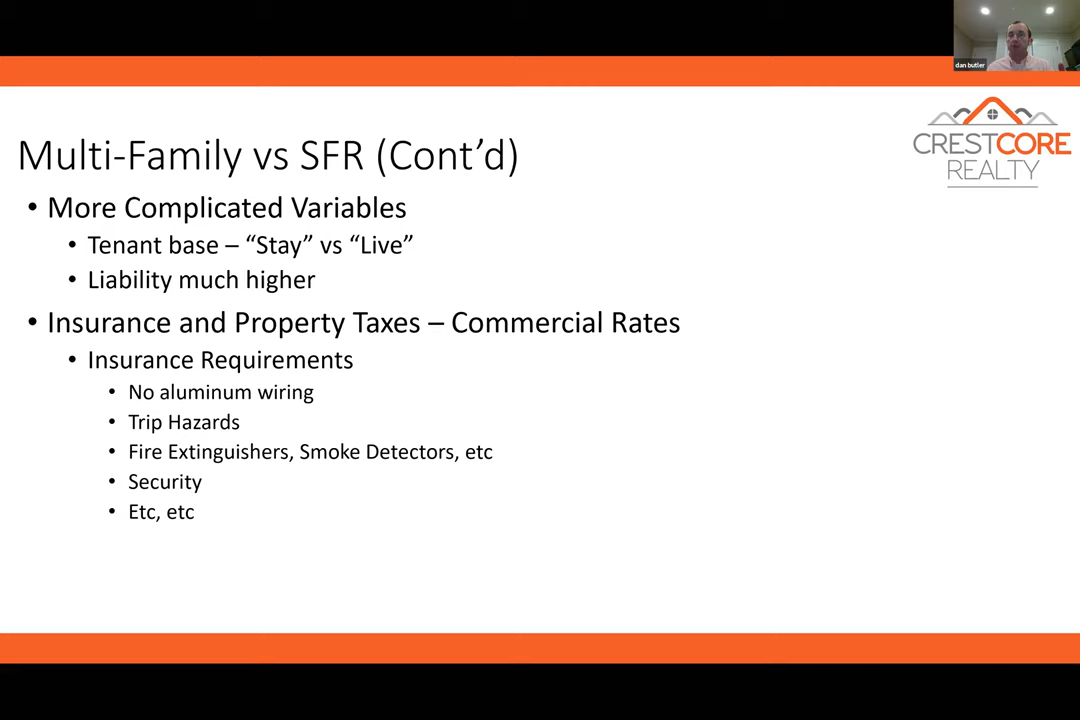 dan butler
CRESTCORE
REALTY
Multi-Family vs SFR (Cont’d)
• More Complicated Variables
• Tenant base – “Stay” vs “Live”
• Liability much higher
• Insurance and Property Taxes – Commercial Rates
• Insurance Requirements
• No aluminum wiring
• Trip Hazards
• Fire Extinguishers, Smoke Detectors, etc
• Security
• Etc, etc